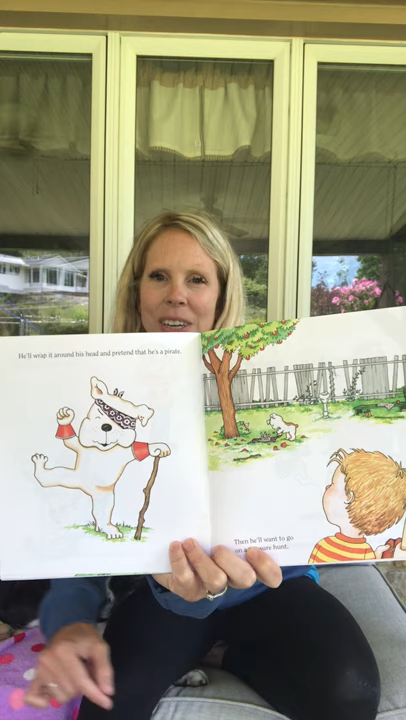 He'll wrap it around his head and pretend that he's a pirate.
Then he'll want to go
on a hunt.